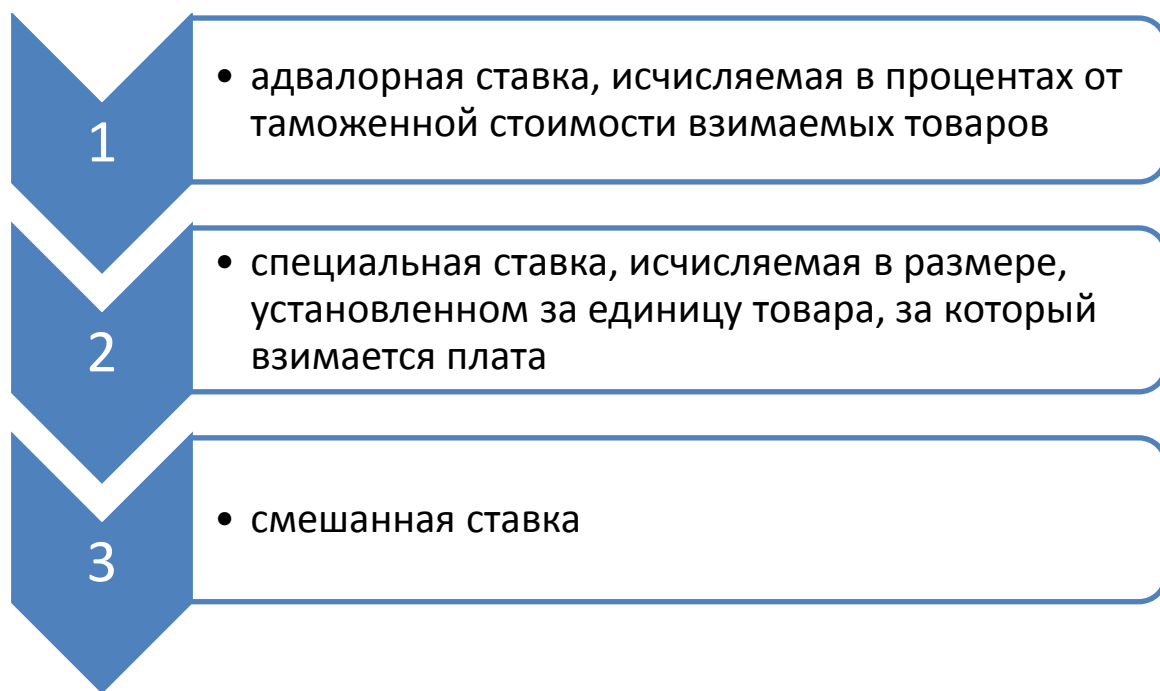 1
• адвалорная ставка, исчисляемая в процентах от
таможенной стоимости взимаемых товаров
2
• специальная ставка, исчисляемая в размере,
установленном за единицу товара, за который
взимается плата
3
• смешанная ставка